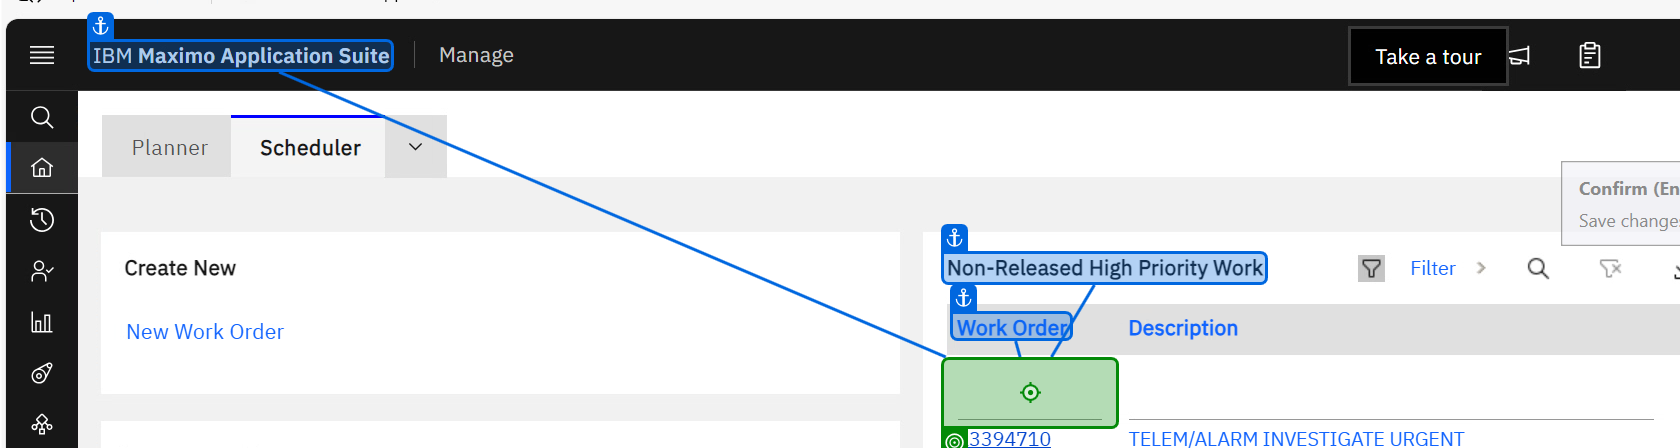 IBM Maximo Application Suite
Manage
Take a tour
Planner
Scheduler
Confirm (En
Save change
Create New
Non-Released High Priority Work
Filter
New Work Order
Work Order
Description
3394710
TELEM/ALARM INVESTIGATE URGENT